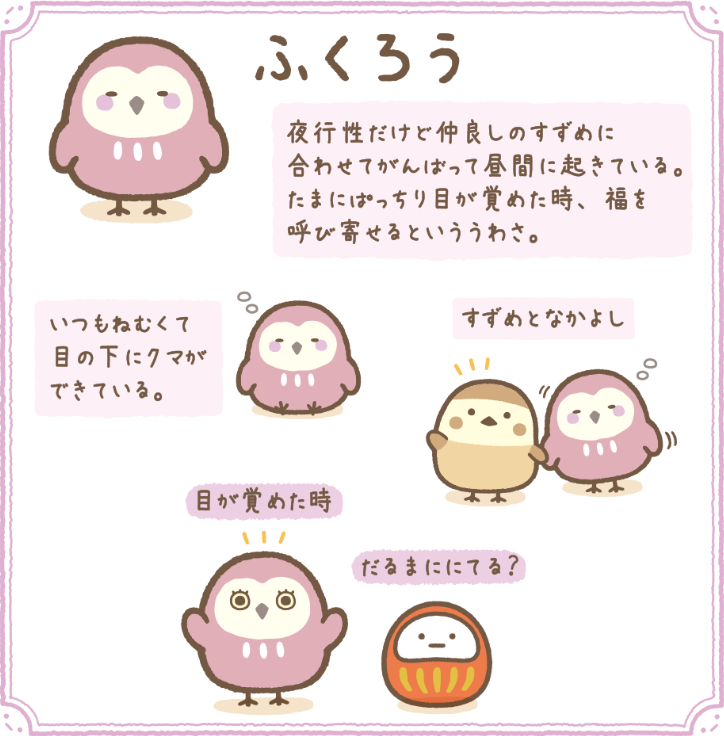 ふくろう
夜行性だけど仲良しのすずめに
合わせてがんばって昼間に起きている。
たまにぱっちり目が覚めた時、福を
呼び寄せるといううわさ。
いつもねむくて
目の下にクマが
できている。
すずめとなかよし
目が覚めた時
だるまににてる?